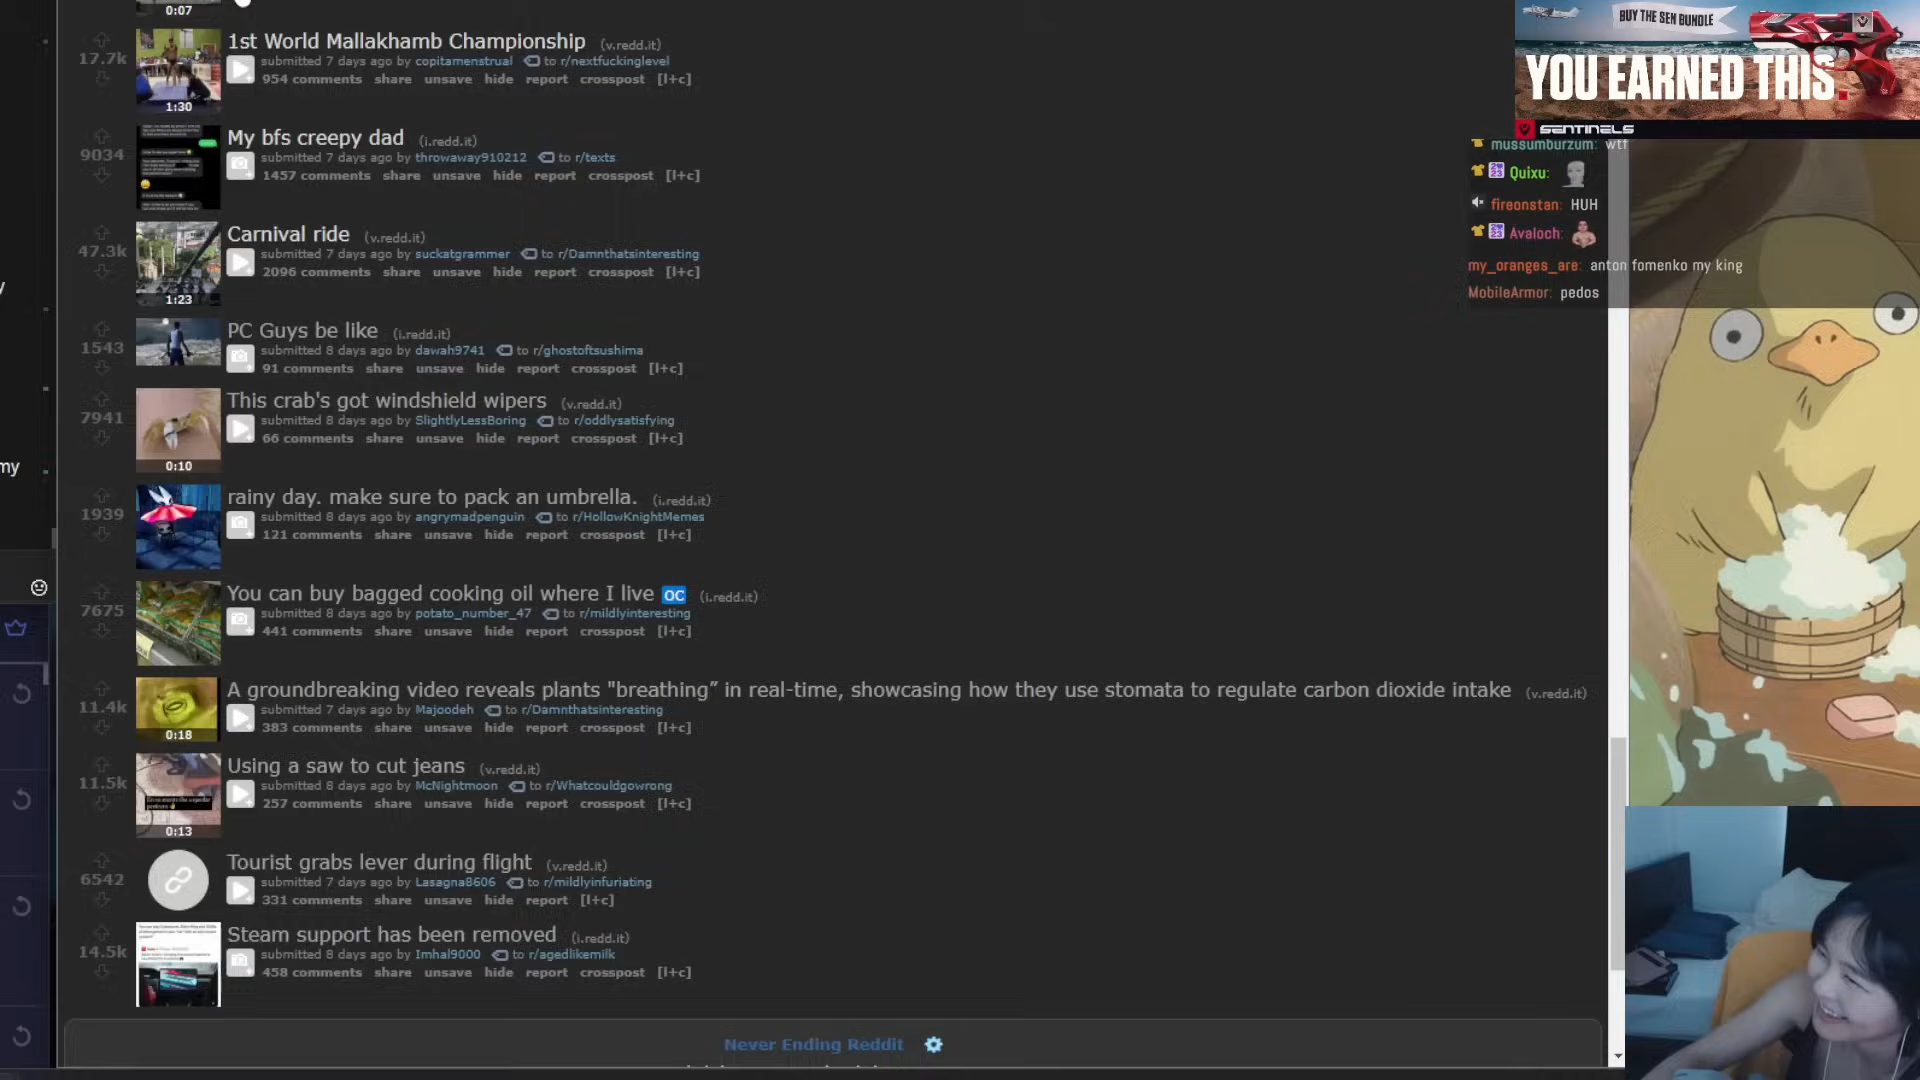 0:07
17.7k
1st World Mallakhamb Championship (v.redd.it)
submitted 7 days ago by copitamenstrual to r/nextfuckinglevel
954 comments share unsave hide report crosspost [l+c]
1:30
9034
My bfs creepy dad (i.redd.it)
submitted 7 days ago by throwaway910212 to r/texts
1457 comments share unsave hide report crosspost [l+c]
47.3k
Carnival ride (v.redd.it)
submitted 7 days ago by suckatgrammer to r/Damnthatsinteresting
2096 comments share unsave hide report crosspost [l+c]
1:23
1543
PC Guys be like (i.redd.it)
submitted 8 days ago by dawah9741 to r/ghostoftsushima
91 comments share unsave hide report crosspost [l+c]
7941
This crab's got windshield wipers (v.redd.it)
submitted 8 days ago by SlightlyLessBoring to r/oddlysatisfying
66 comments share unsave hide report crosspost [l+c]
0:10
1939
rainy day. make sure to pack an umbrella. (i.redd.it)
submitted 8 days ago by angrymadpenguin to r/HollowKnightMemes
121 comments share unsave hide report crosspost [l+c]
7675
You can buy bagged cooking oil where I live OC (i.redd.it)
submitted 8 days ago by potato_number_47 to r/mildlyinteresting
441 comments share unsave hide report crosspost [l+c]
11.4k
A groundbreaking video reveals plants "breathing” in real-time, showcasing how they use stomata to regulate carbon dioxide intake (v.redd.it)
submitted 7 days ago by Majoodeh to r/Damnthatsinteresting
383 comments share unsave hide report crosspost [l+c]
0:18
11.5k
Using a saw to cut jeans (v.redd.it)
submitted 8 days ago by McNightmoon to r/Whatcouldgowrong
257 comments share unsave hide report crosspost [l+c]
0:13
6542
Tourist grabs lever during flight (v.redd.it)
submitted 7 days ago by Lasagna8606 to r/mildlyinfuriating
331 comments share unsave hide report [l+c]
14.5k
Steam support has been removed (i.redd.it)
submitted 8 days ago by Imhal9000 to r/agedlikemilk
458 comments share unsave hide report crosspost [l+c]
Never Ending Reddit
y
my
BUY THE SEN BUNDLE
YOU EARNED THIS.
SENTINELS
mussumburzum: wtf
Quixu:
fireonstan: HUH
Avaloch:
my_oranges_are: anton fomenko my king
MobileArmor: pedos